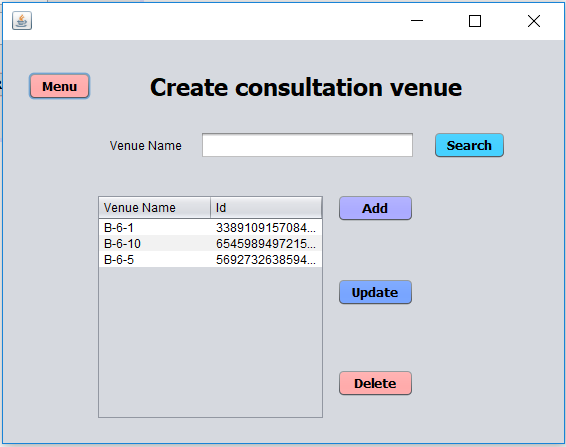 Menu
Create consultation venue
Venue Name
Search
Venue Name Id
B-6-1 3389109157084...
B-6-10 6545989497215...
B-6-5 5692732638594...
Add
Update
Delete